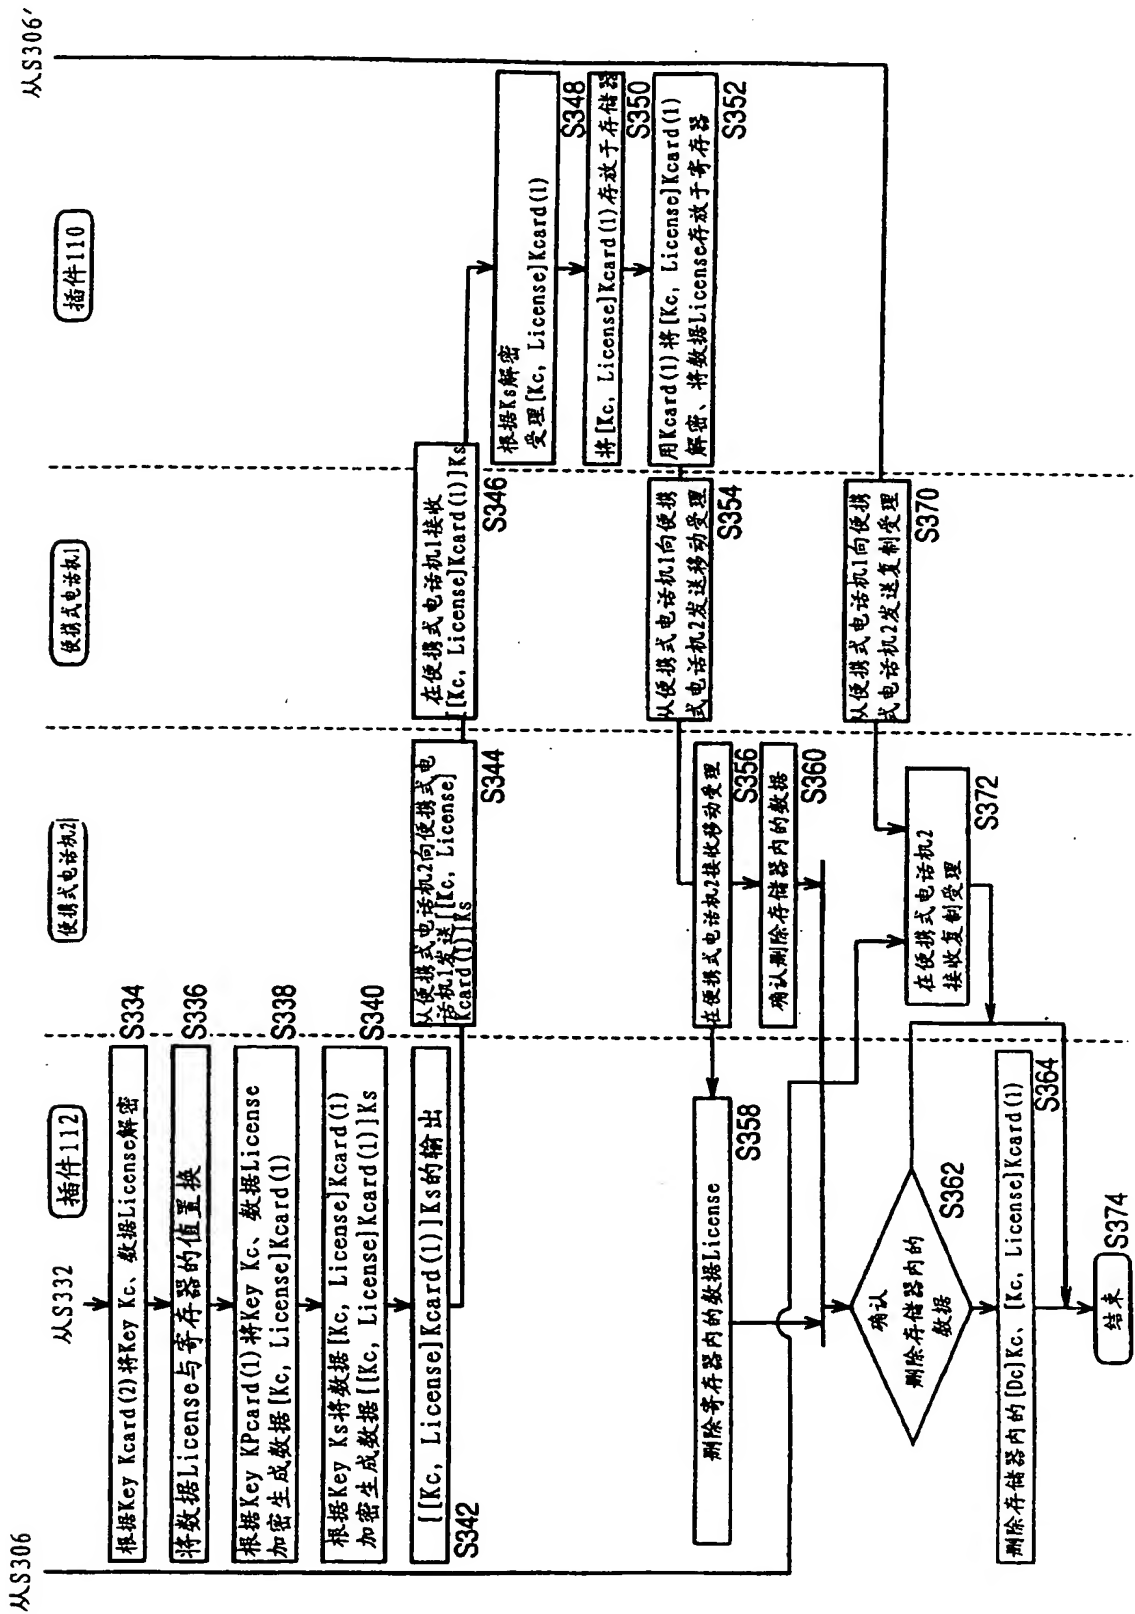 从S306
从S306′
从S332
插件112
便携式电话机2
便携式电话机1
插件110
根据Key Kcard(2)将Key Kc、数据License解密
S334
将数据License与寄存器的值置换
S336
根据Key KPcard(1)将Key Kc、数据License
加密生成数据[Kc, License]Kcard(1)
S338
根据Key Ks将数据[Kc, License]Kcard(1)
加密生成数据[[Kc, License]Kcard(1)]Ks
S340
[[Kc, License]Kcard(1)]Ks的输出
S342
从便携式电话机2向便携式电
话机1发送[[Kc, License]
Kcard(1)]Ks
S344
在便携式电话机1接收
[[Kc, License]Kcard(1)]Ks
S346
根据Ks解密
受理[Kc, License]Kcard(1)
S348
将[Kc, License]Kcard(1)存放于存储器
S350
用Kcard(1)将[Kc, License]Kcard(1)
解密、将数据License存放于寄存器
S352
从便携式电话机1向便携
式电话机2发送移动受理
S354
在便携式电话机2接收移动受理
S356
删除寄存器内的数据License
S358
确认删除存储器内的数据
S360
确认
删除存储器内的
数据
S362
删除存储器内的[Dc]Kc、[Kc, License]Kcard(1)
S364
从便携式电话机1向便携
式电话机2发送复制受理
S370
在便携式电话机2
接收复制受理
S372
结束
S374